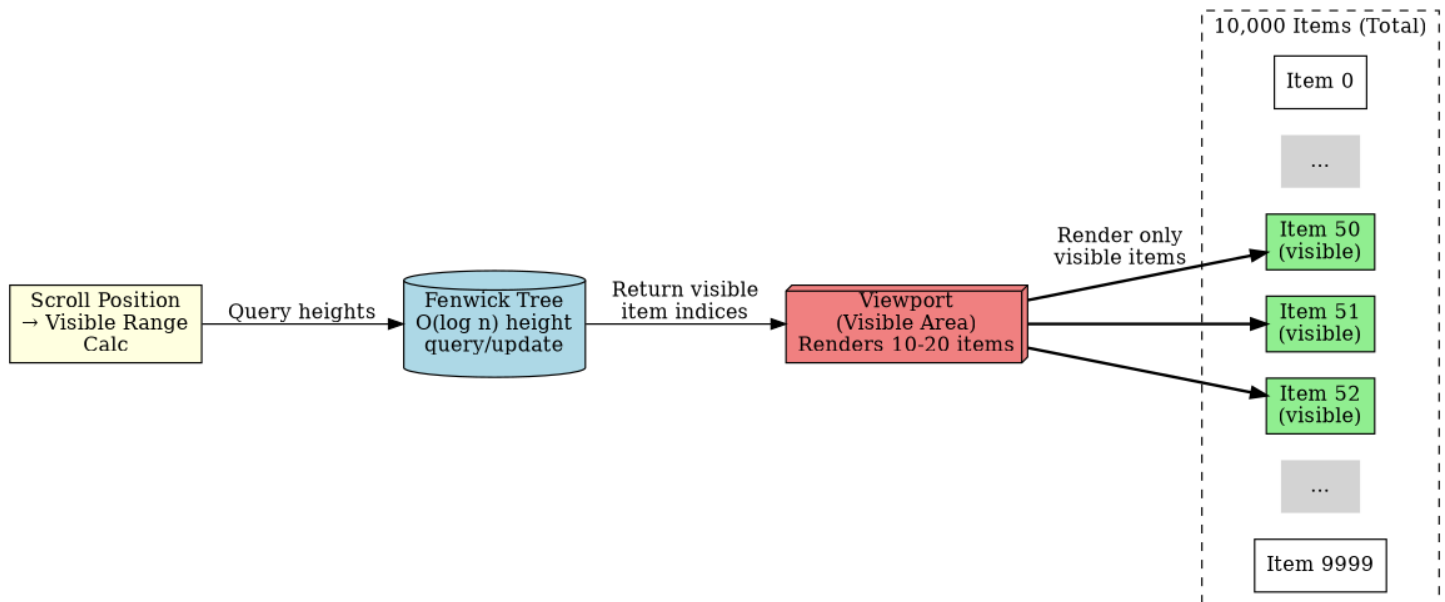 Scroll Position
→ Visible Range
Calc
Query heights
Fenwick Tree
O(log n) height
query/update
Return visible
item indices
Viewport
(Visible Area)
Renders 10-20 items
Render only
visible items
10,000 Items (Total)
Item 0
...
Item 50
(visible)
Item 51
(visible)
Item 52
(visible)
...
Item 9999